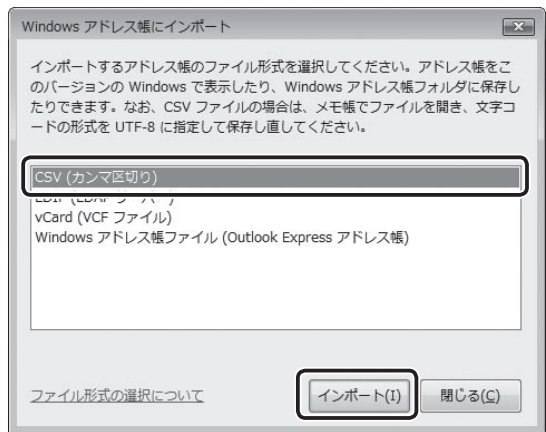 Windows アドレス帳にインポート
インポートするアドレス帳のファイル形式を選択してください。アドレス帳をこ
のバージョンの Windows で表示したり、Windows アドレス帳フォルダに保存し
たりできます。なお、CSV ファイルの場合は、メモ帳でファイルを開き、文字コ
ードの形式を UTF-8 に指定して保存し直してください。
CSV (カンマ区切り)
vCard (VCF ファイル)
Windows アドレス帳ファイル (Outlook Express アドレス帳)
ファイル形式の選択について
インポート(I)
閉じる(C)